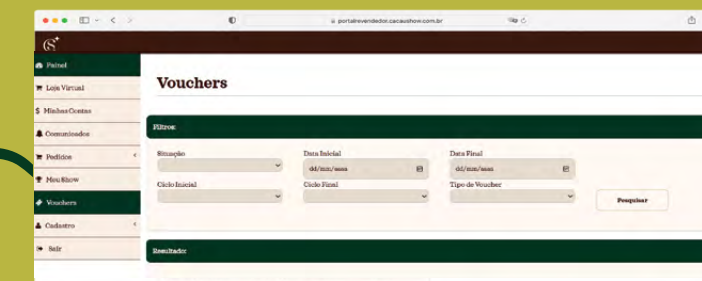 portalrevendedor.cacaushow.com.br
Painel
Loja Virtual
Vouchers
$ Minhas Contas
Comunicados
Filtros:
Pedidos
Situação Data Inicial Data Final
dd/mm/aaaa dd/mm/aaaa
Meu Show
Ciclo Inicial Ciclo Final Tipo de Voucher
Vouchers
Pesquisar
Cadastro
Sair
Resultado: